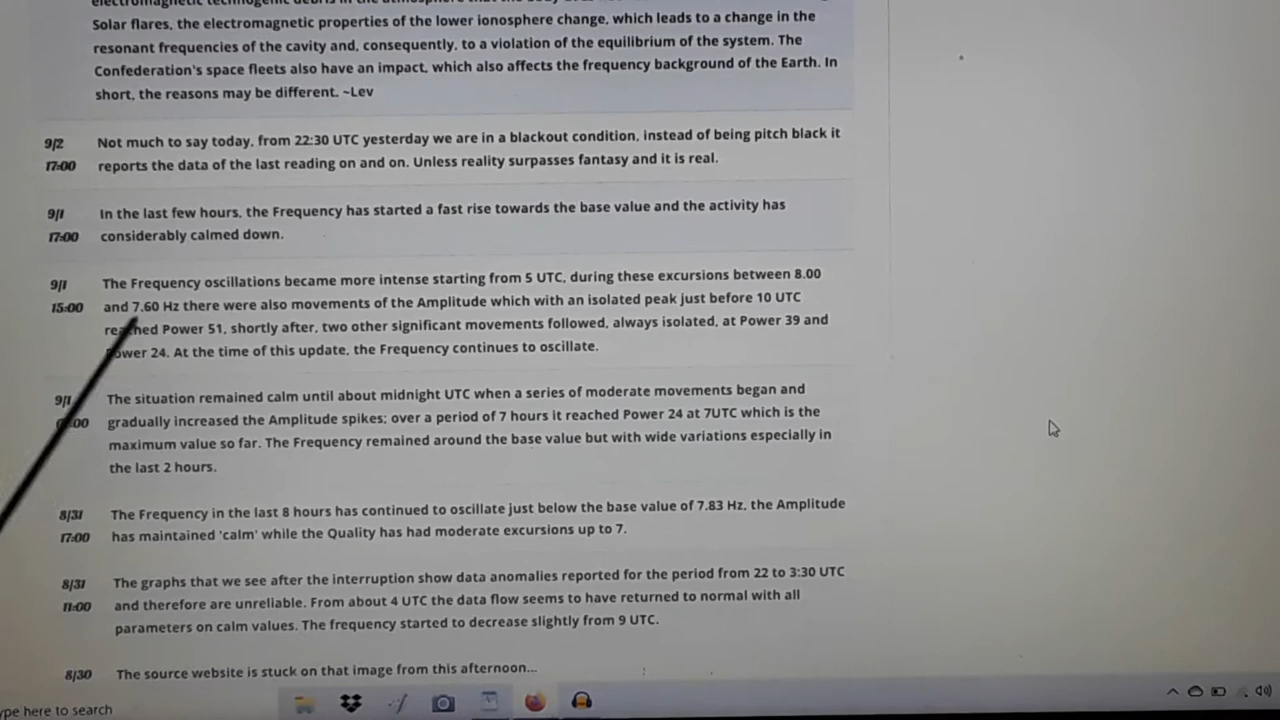 Solar flares, the electromagnetic properties of the lower ionosphere change, which leads to a change in the
resonant frequencies of the cavity and, consequently, to a violation of the equilibrium of the system. The
Confederation's space fleets also have an impact, which also affects the frequency background of the Earth. In
short, the reasons may be different. ~Lev
9/2
17:00
Not much to say today, from 22:30 UTC yesterday we are in a blackout condition, instead of being pitch black it
reports the data of the last reading on and on. Unless reality surpasses fantasy and it is real.
9/1
17:00
In the last few hours, the Frequency has started a fast rise towards the base value and the activity has
considerably calmed down.
9/1
15:00
The Frequency oscillations became more intense starting from 5 UTC, during these excursions between 8.00
and 7.60 Hz there were also movements of the Amplitude which with an isolated peak just before 10 UTC
reached Power 51, shortly after, two other significant movements followed, always isolated, at Power 39 and
Power 24. At the time of this update, the Frequency continues to oscillate.
9/1
:00
The situation remained calm until about midnight UTC when a series of moderate movements began and
gradually increased the Amplitude spikes; over a period of 7 hours it reached Power 24 at 7UTC which is the
maximum value so far. The Frequency remained around the base value but with wide variations especially in
the last 2 hours.
8/31
17:00
The Frequency in the last 8 hours has continued to oscillate just below the base value of 7.83 Hz, the Amplitude
has maintained 'calm' while the Quality has had moderate excursions up to 7.
8/31
11:00
The graphs that we see after the interruption show data anomalies reported for the period from 22 to 3:30 UTC
and therefore are unreliable. From about 4 UTC the data flow seems to have returned to normal with all
parameters on calm values. The frequency started to decrease slightly from 9 UTC.
8/30
The source website is stuck on that image from this afternoon...
ype here to search